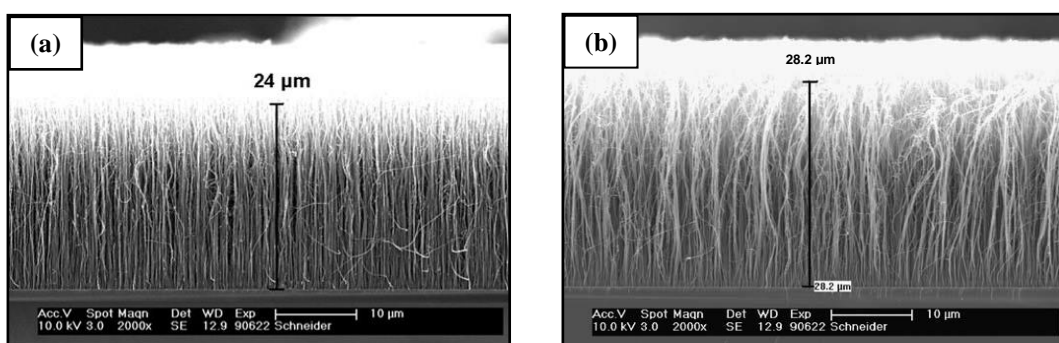 (a)
24 µm
Acc.V Spot Magn Det WD Exp
10.0 kV 3.0 2000x SE 12.9 90622 Schneider
10 µm
(b)
28.2 µm
28.2 µm
Acc.V Spot Magn Det WD Exp
10.0 kV 3.0 2000x SE 12.9 90622 Schneider
10 µm